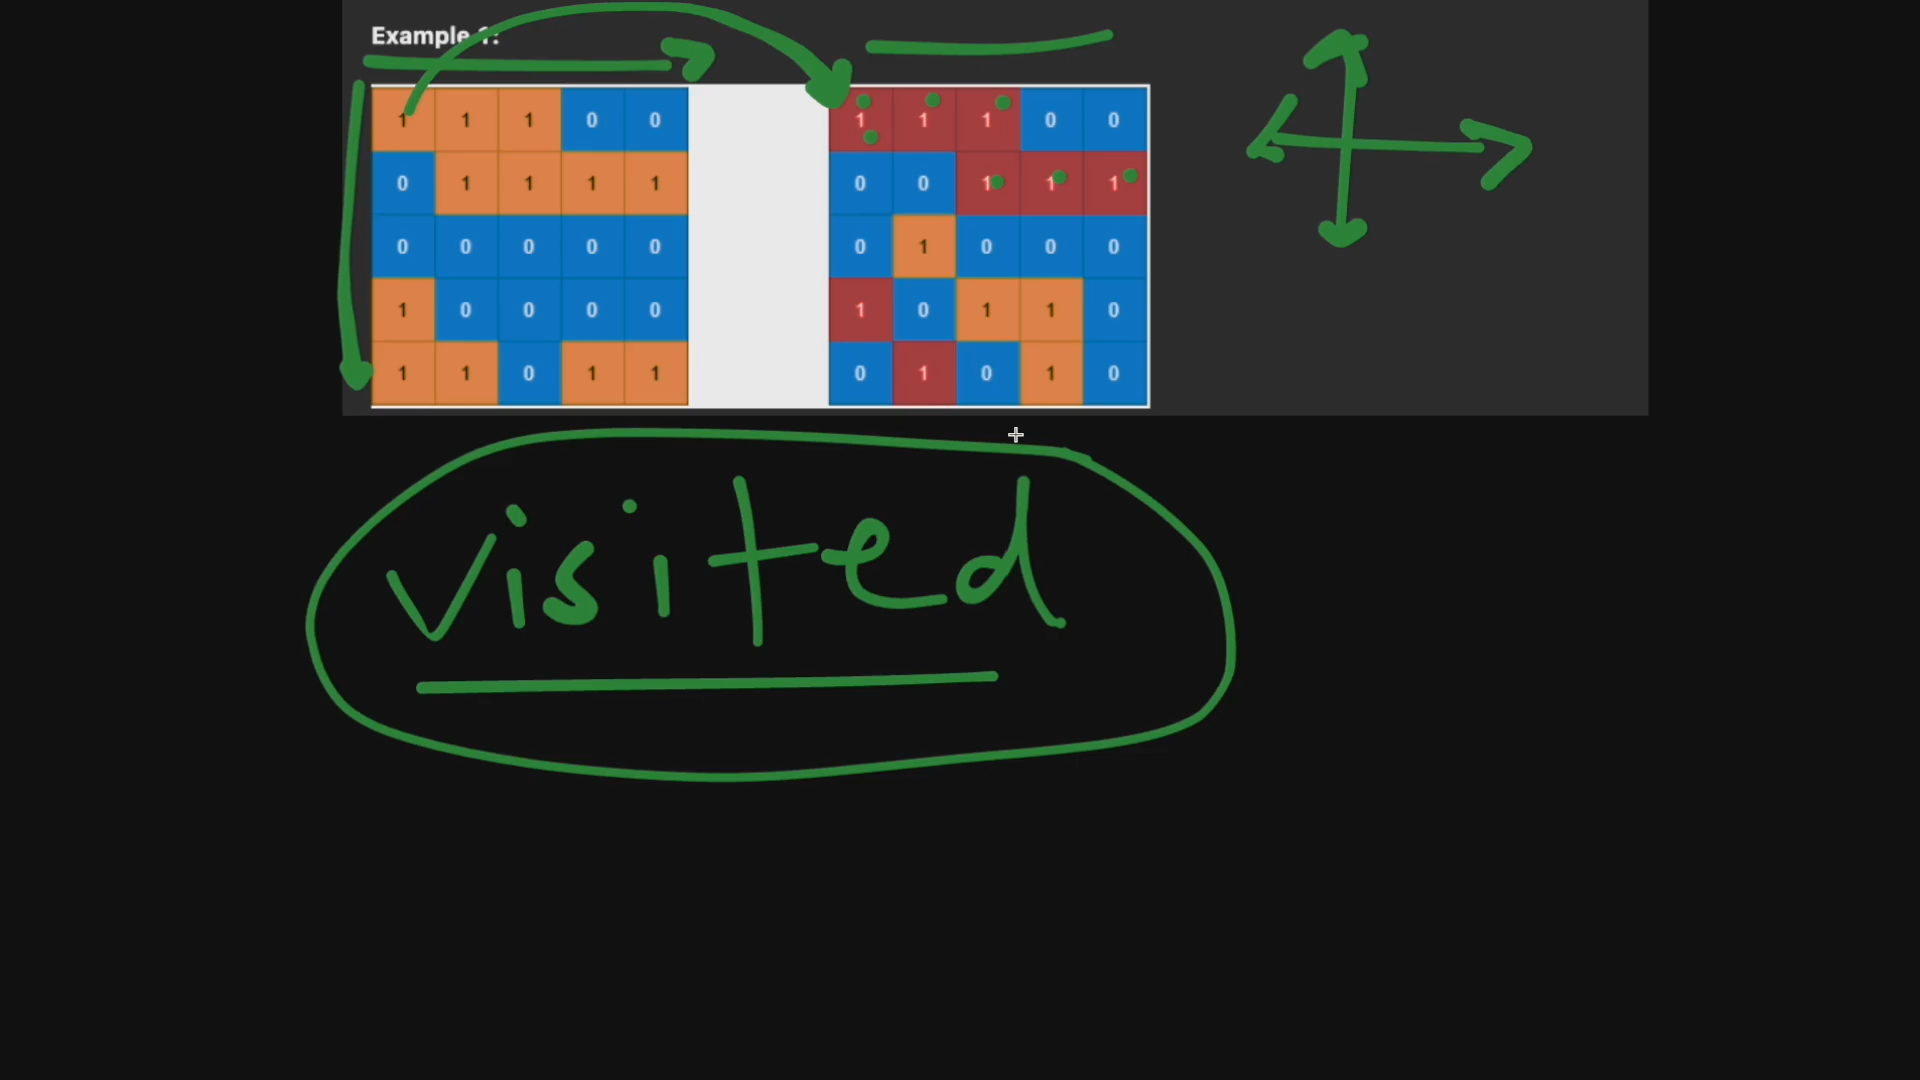 Example 1:
1 1 1 0 0 1 1 1 0 0
0 1 1 1 1 0 0 1 1 1
0 0 0 0 0 0 1 0 0 0
1 0 0 0 0 1 0 1 1 0
1 1 0 1 1 0 1 0 1 0
visited